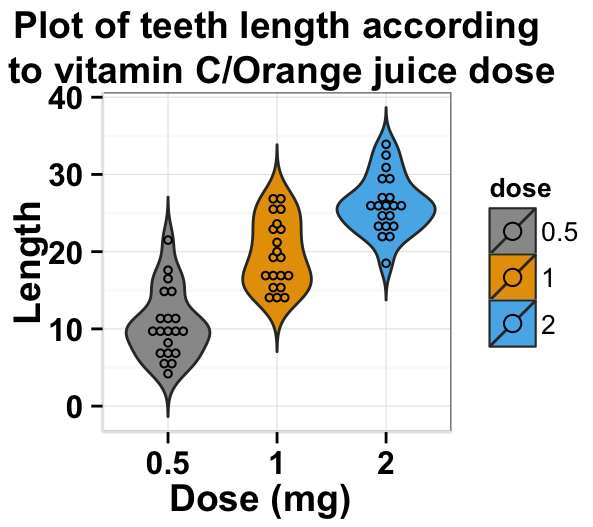 Plot of teeth length according
to vitamin C/Orange juice dose
Length
40
30
20
10
0
0.5
1
2
Dose (mg)
dose
0.5
1
2